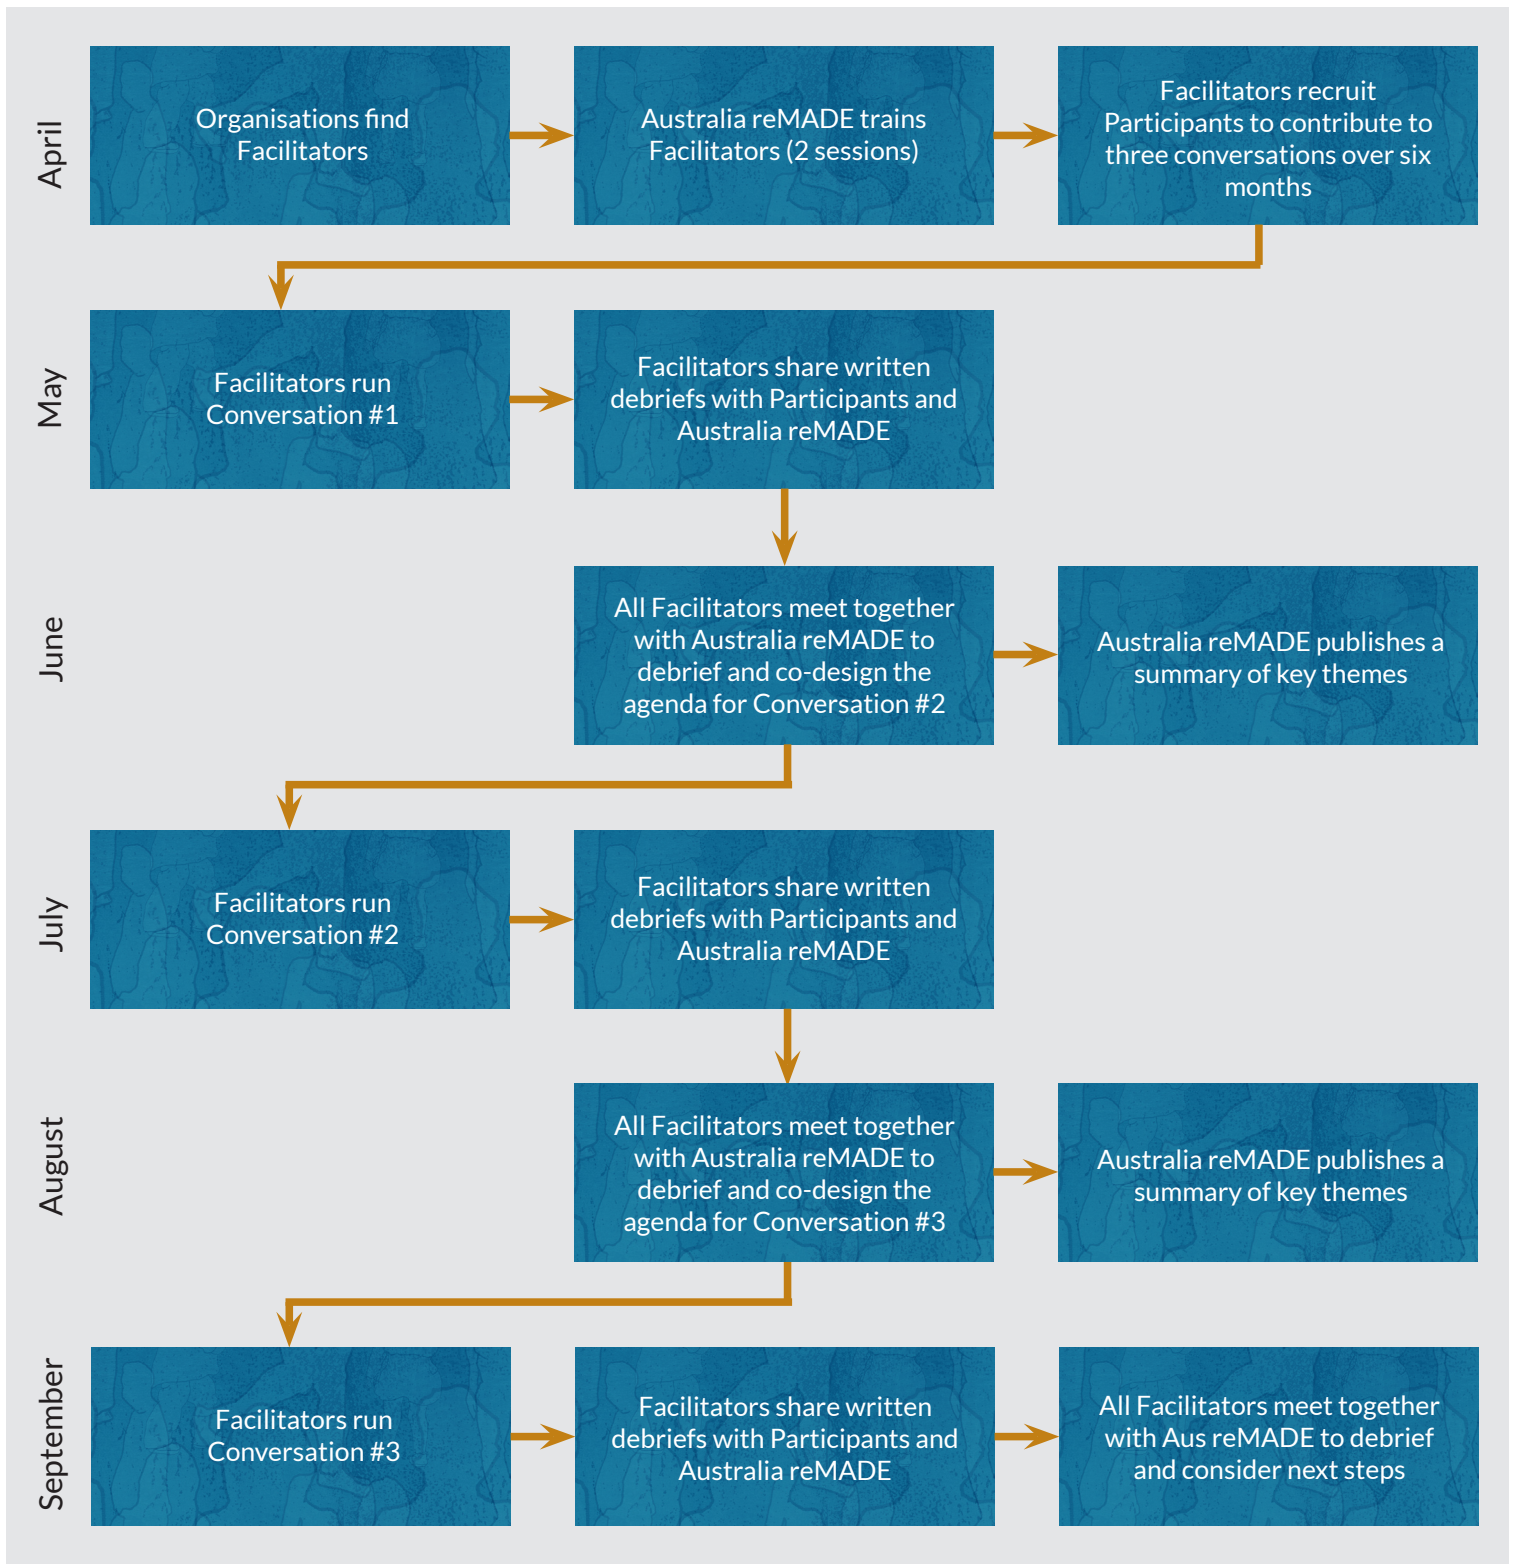 April
Organisations find
Facilitators
Australia reMADE trains
Facilitators (2 sessions)
Facilitators recruit
Participants to contribute to
three conversations over six
months
May
Facilitators run
Conversation #1
Facilitators share written
debriefs with Participants and
Australia reMADE
June
All Facilitators meet together
with Australia reMADE to
debrief and co-design the
agenda for Conversation #2
Australia reMADE publishes a
summary of key themes
July
Facilitators run
Conversation #2
Facilitators share written
debriefs with Participants and
Australia reMADE
August
All Facilitators meet together
with Australia reMADE to
debrief and co-design the
agenda for Conversation #3
Australia reMADE publishes a
summary of key themes
September
Facilitators run
Conversation #3
Facilitators share written
debriefs with Participants and
Australia reMADE
All Facilitators meet together
with Aus reMADE to debrief
and consider next steps